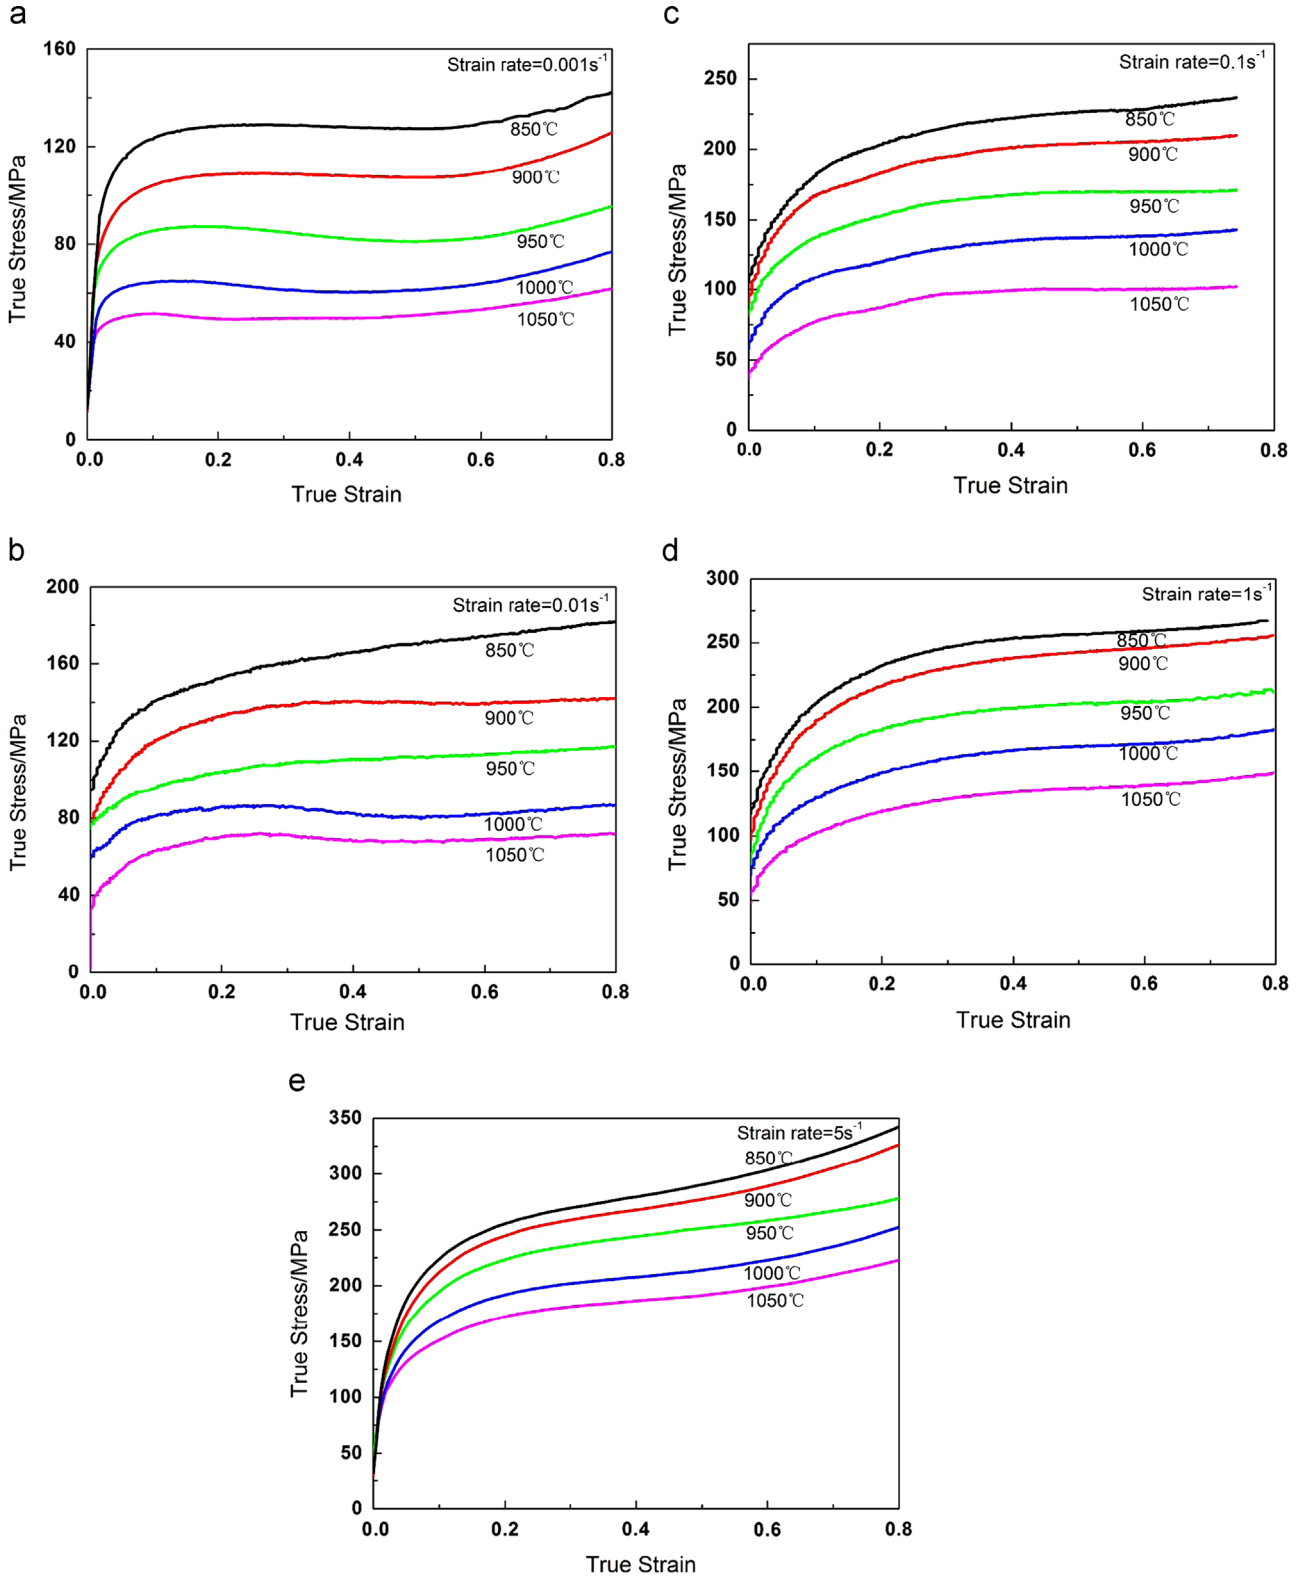 a
160
120
80
40
0
True Stress/MPa
Strain rate=0.001s⁻¹
850℃
900℃
950℃
1000℃
1050℃
0.0 0.2 0.4 0.6 0.8
True Strain
c
250
200
150
100
50
0
True Stress/MPa
Strain rate=0.1s⁻¹
850℃
900℃
950℃
1000℃
1050℃
0.0 0.2 0.4 0.6 0.8
True Strain
b
200
160
120
80
40
0
True Stress/MPa
Strain rate=0.01s⁻¹
850℃
900℃
950℃
1000℃
1050℃
0.0 0.2 0.4 0.6 0.8
True Strain
d
300
250
200
150
100
50
0
True Stress/MPa
Strain rate=1s⁻¹
850℃
900℃
950℃
1000℃
1050℃
0.0 0.2 0.4 0.6 0.8
True Strain
e
350
300
250
200
150
100
50
0
True Stress/MPa
Strain rate=5s⁻¹
850℃
900℃
950℃
1000℃
1050℃
0.0 0.2 0.4 0.6 0.8
True Strain